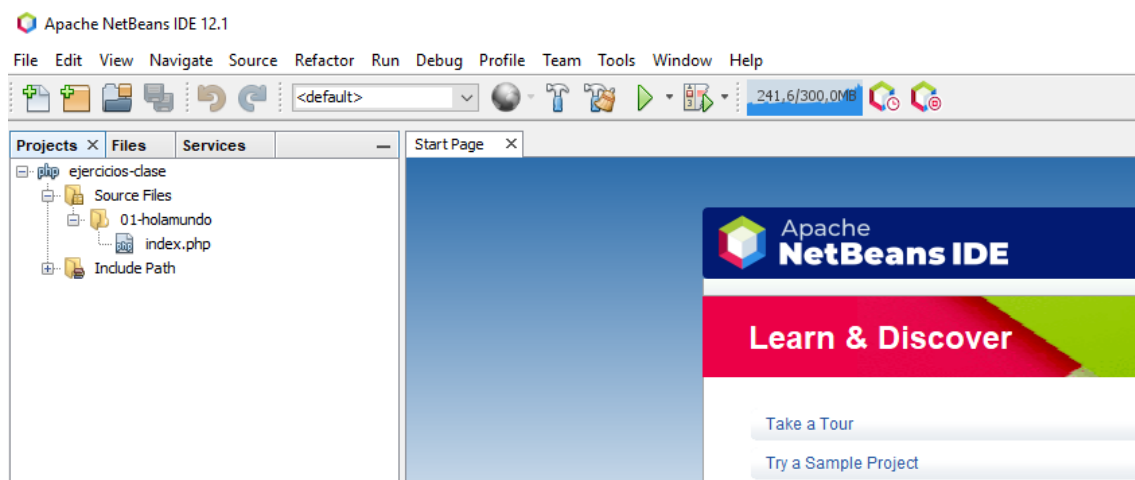 Apache NetBeans IDE 12.1
File Edit View Navigate Source Refactor Run Debug Profile Team Tools Window Help
<default>
241,6/300,0MB
Projects Files Services
Start Page
php ejercicios-clase
Source Files
01-holamundo
php index.php
Include Path
Apache
NetBeans IDE
Learn & Discover
Take a Tour
Try a Sample Project